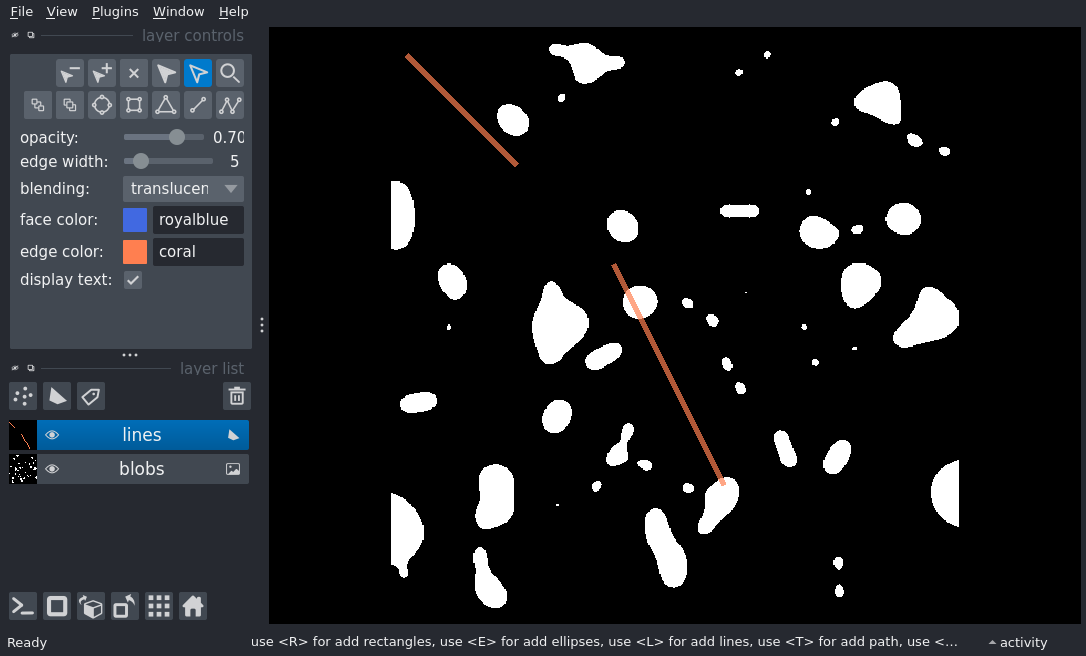 File View Plugins Window Help
layer controls
opacity: 0.70
edge width: 5
blending: translucen
face color: royalblue
edge color: coral
display text:
layer list
lines
blobs
Ready use <R> for add rectangles, use <E> for add ellipses, use <L> for add lines, use <T> for add path, use <... activity